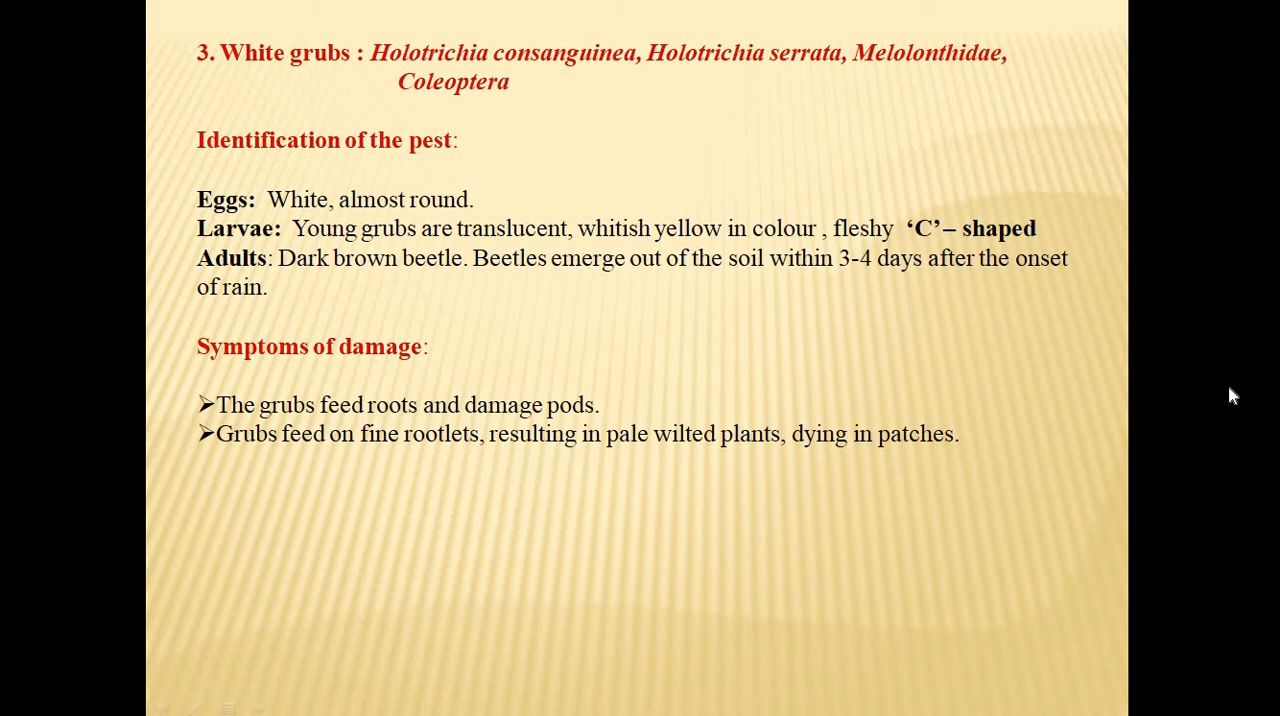 3. White grubs : Holotrichia consanguinea, Holotrichia serrata, Melolonthidae,
Coleoptera
Identification of the pest:
Eggs: White, almost round.
Larvae: Young grubs are translucent, whitish yellow in colour , fleshy ‘C’– shaped
Adults: Dark brown beetle. Beetles emerge out of the soil within 3-4 days after the onset
of rain.
Symptoms of damage:
➢The grubs feed roots and damage pods.
➢Grubs feed on fine rootlets, resulting in pale wilted plants, dying in patches.